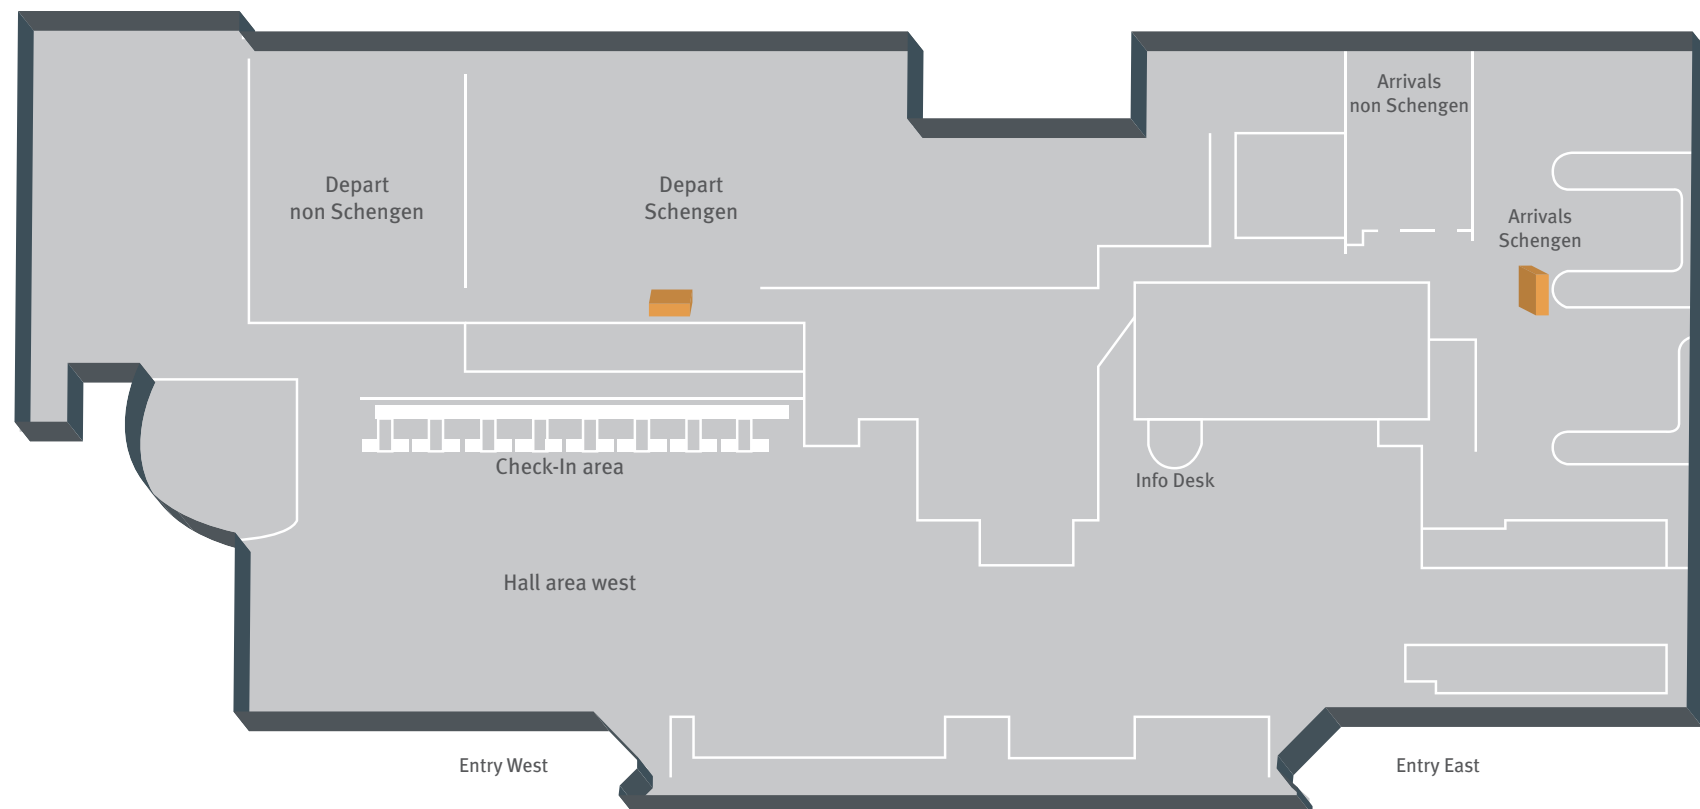 Arrivals
non Schengen
Depart
non Schengen
Depart
Schengen
Arrivals
Schengen
Check-In area
Info Desk
Hall area west
Entry West
Entry East